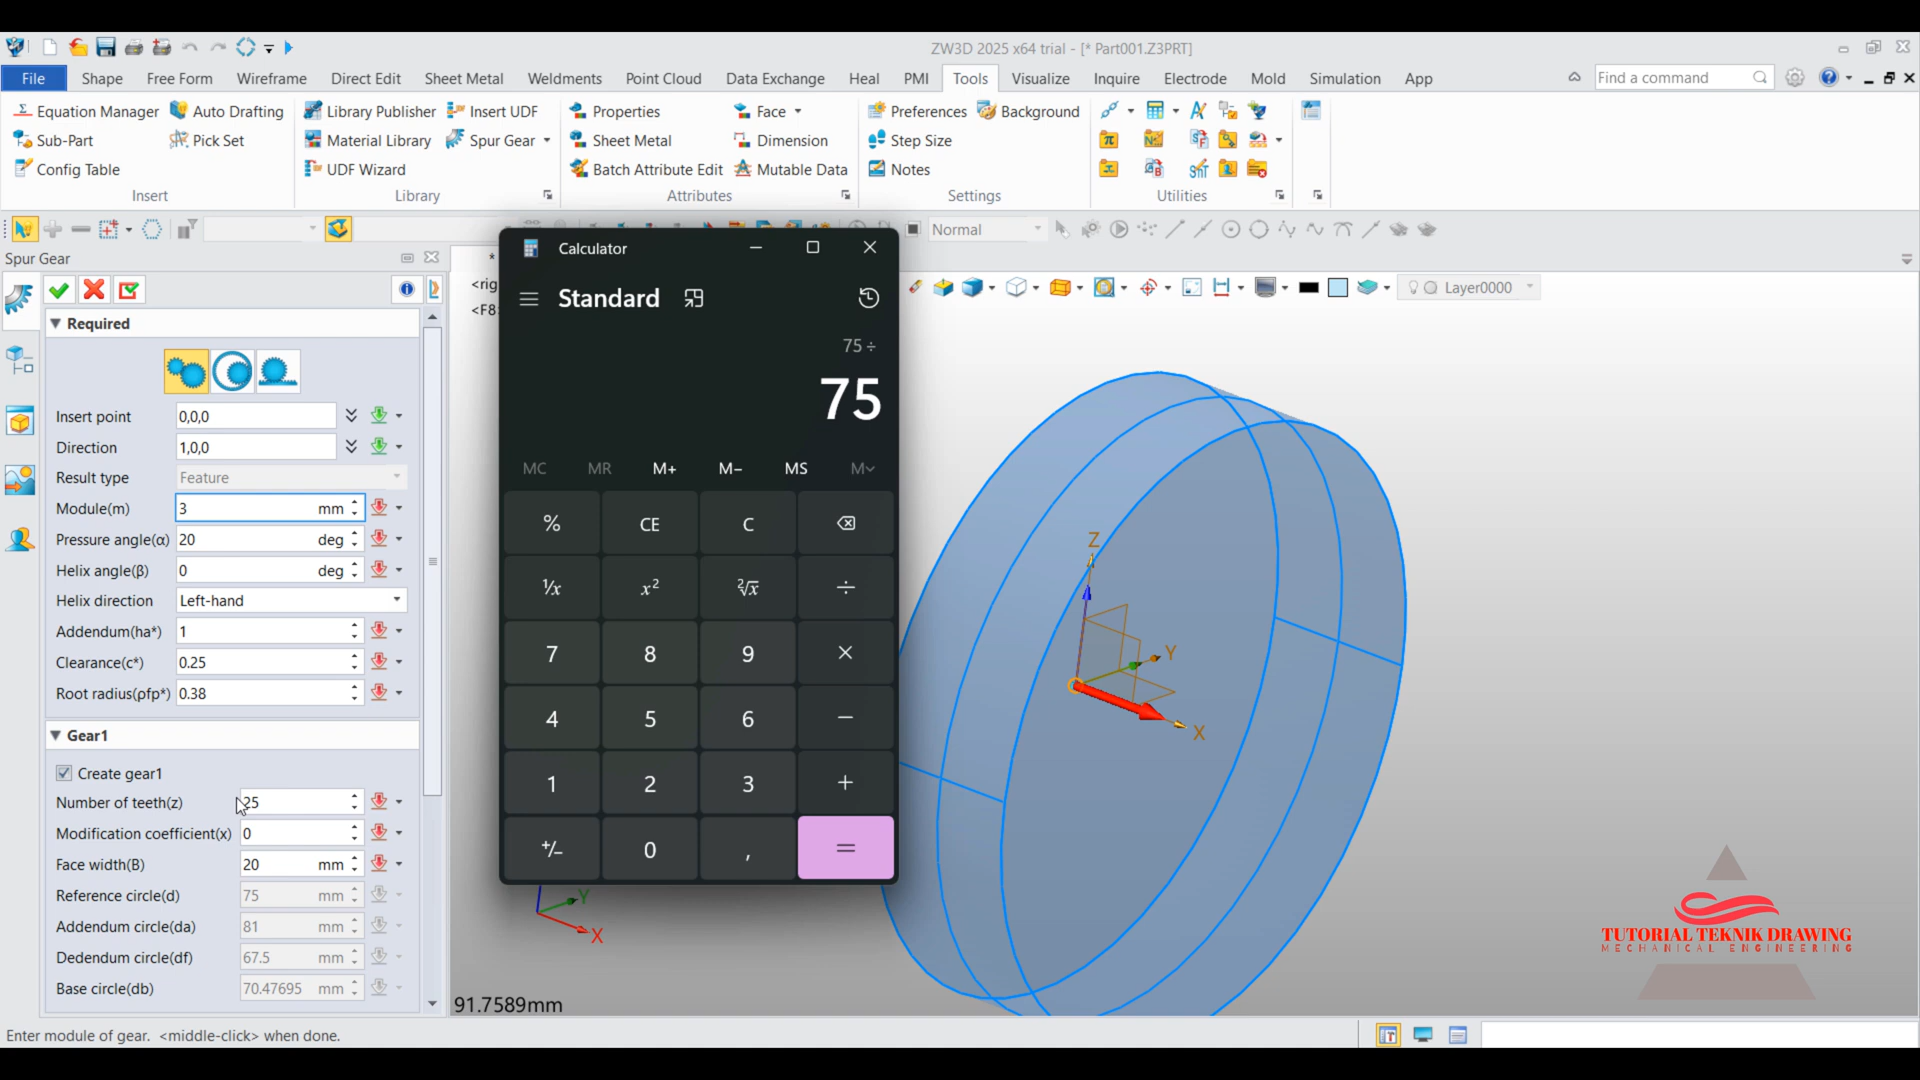 ZW3D 2025 x64 trial - [* Part001.Z3PRT]
File Shape Free Form Wireframe Direct Edit Sheet Metal Weldments Point Cloud Data Exchange Heal PMI Tools Visualize Inquire Electrode Mold Simulation App Find a command
Equation Manager Auto Drafting Library Publisher Insert UDF Properties Face Preferences Background
Sub-Part Pick Set Material Library Spur Gear Sheet Metal Dimension Step Size
Config Table UDF Wizard Batch Attribute Edit Mutable Data Notes
Insert Library Attributes Settings Utilities
Normal
Spur Gear
<rig
<F8
Layer0000
Required
Insert point 0,0,0
Direction 1,0,0
Result type Feature
Module(m) 3 mm
Pressure angle(α) 20 deg
Helix angle(β) 0 deg
Helix direction Left-hand
Addendum(ha*) 1
Clearance(c*) 0.25
Root radius(ρfp*) 0.38
Gear1
Create gear1
Number of teeth(z) 25
Modification coefficient(x) 0
Face width(B) 20 mm
Reference circle(d) 75 mm
Addendum circle(da) 81 mm
Dedendum circle(df) 67.5 mm
Base circle(db) 70.47695 mm
Calculator
Standard
75 ÷
75
MC MR M+ M− MS M
% CE C
¹/x x² ²√x ÷
7 8 9 ×
4 5 6 −
1 2 3 +
+/− 0 , =
Z
Y
X
Y
X
91.7589mm
TUTORIAL TEKNIK DRAWING
MECHANICAL ENGINEERING
Enter module of gear. <middle-click> when done.